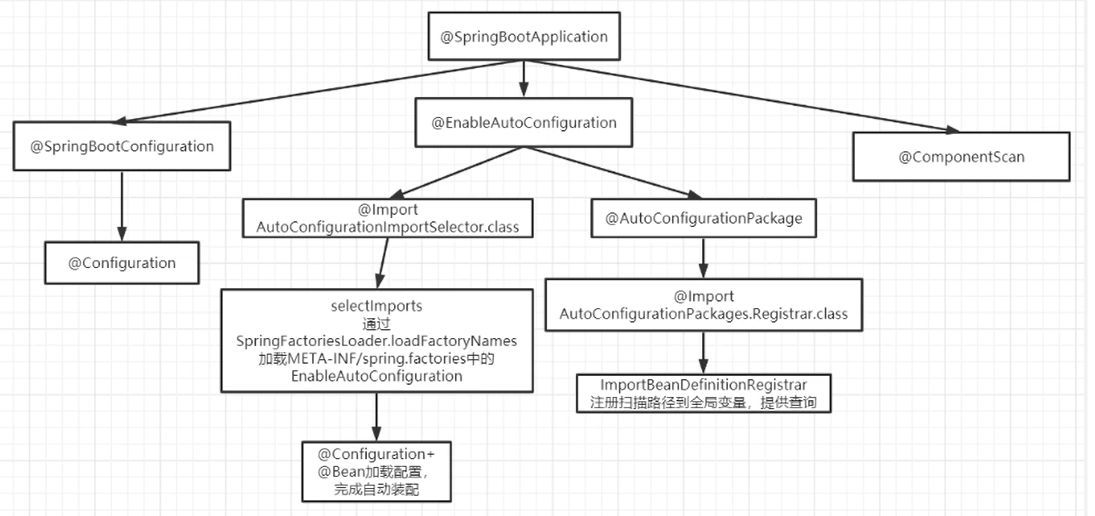 @SpringBootApplication
@EnableAutoConfiguration
@SpringBootConfiguration
@ComponentScan
@Import
AutoConfigurationImportSelector.class
@AutoConfigurationPackage
@Configuration
selectImports
通过
SpringFactoriesLoader.loadFactoryNames
加载META-INF/spring.factories中的
EnableAutoConfiguration
@Import
AutoConfigurationPackages.Registrar.class
ImportBeanDefinitionRegistrar
注册扫描路径到全局变量，提供查询
@Configuration+
@Bean加载配置，
完成自动装配